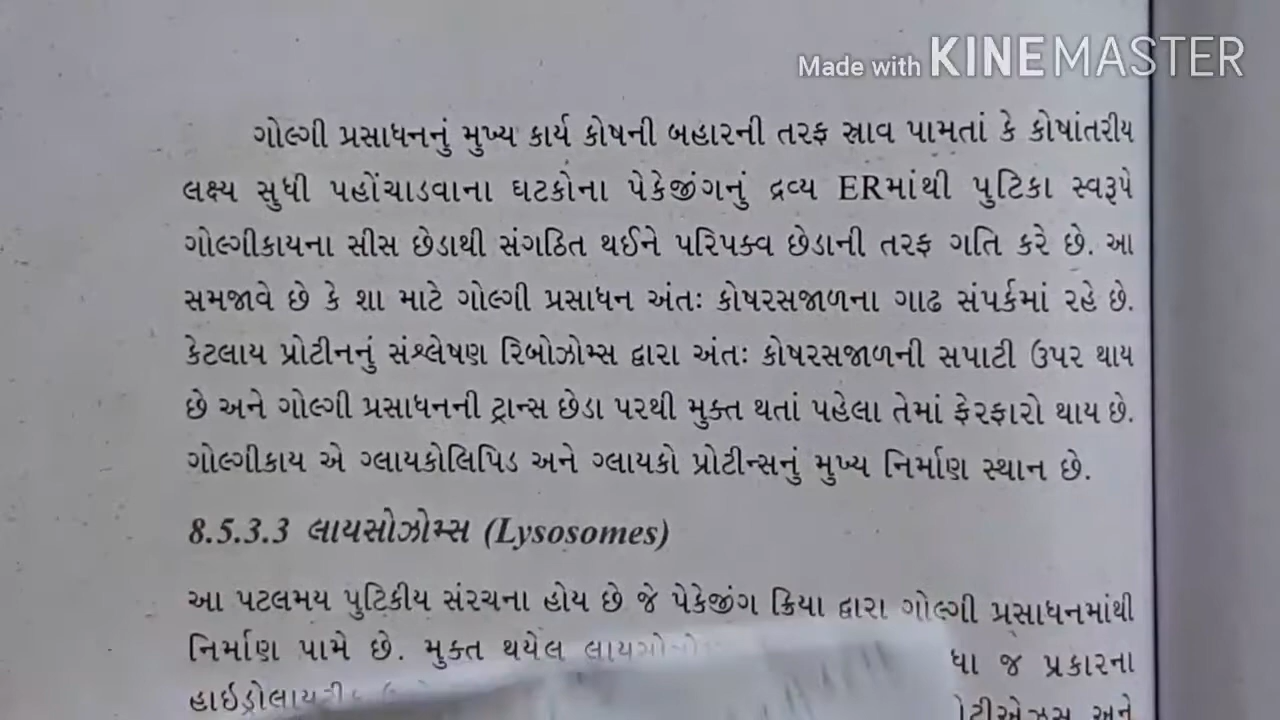 Made with KINEMASTER
ગોલ્ગી પ્રસાધનનું મુખ્ય કાર્ય કોષની બહારની તરફ સ્રાવ પામતાં કે કોષાંતરીય
લક્ષ્ય સુધી પહોંચાડવાના ઘટકોના પેકેજીંગનું દ્રવ્ય ERમાંથી પુટિકા સ્વરૂપે
ગોલ્ગીકાયના સીસ છેડાથી સંગઠિત થઈને પરિપક્વ છેડાની તરફ ગતિ કરે છે. આ
સમજાવે છે કે શા માટે ગોલ્ગી પ્રસાધન અંતઃ કોષરસજાળના ગાઢ સંપર્કમાં રહે છે.
કેટલાય પ્રોટીનનું સંશ્લેષણ રિબોઝોમ્સ દ્વારા અંતઃ કોષરસજાળની સપાટી ઉપર થાય
છે અને ગોલ્ગી પ્રસાધનની ટ્રાન્સ છેડા પરથી મુક્ત થતાં પહેલા તેમાં ફેરફારો થાય છે.
ગોલ્ગીકાય એ ગ્લાયકોલિપિડ અને ગ્લાયકો પ્રોટીન્સનું મુખ્ય નિર્માણ સ્થાન છે.
8.5.3.3 લાયસોઝોમ્સ (Lysosomes)
આ પટલમય પુટિકીય સંરચના હોય છે જે પેકેજીંગ ક્રિયા દ્વારા ગોલ્ગી પ્રસાધનમાંથી
નિર્માણ પામે છે. મુક્ત થયેલ જ પ્રકારના
અને